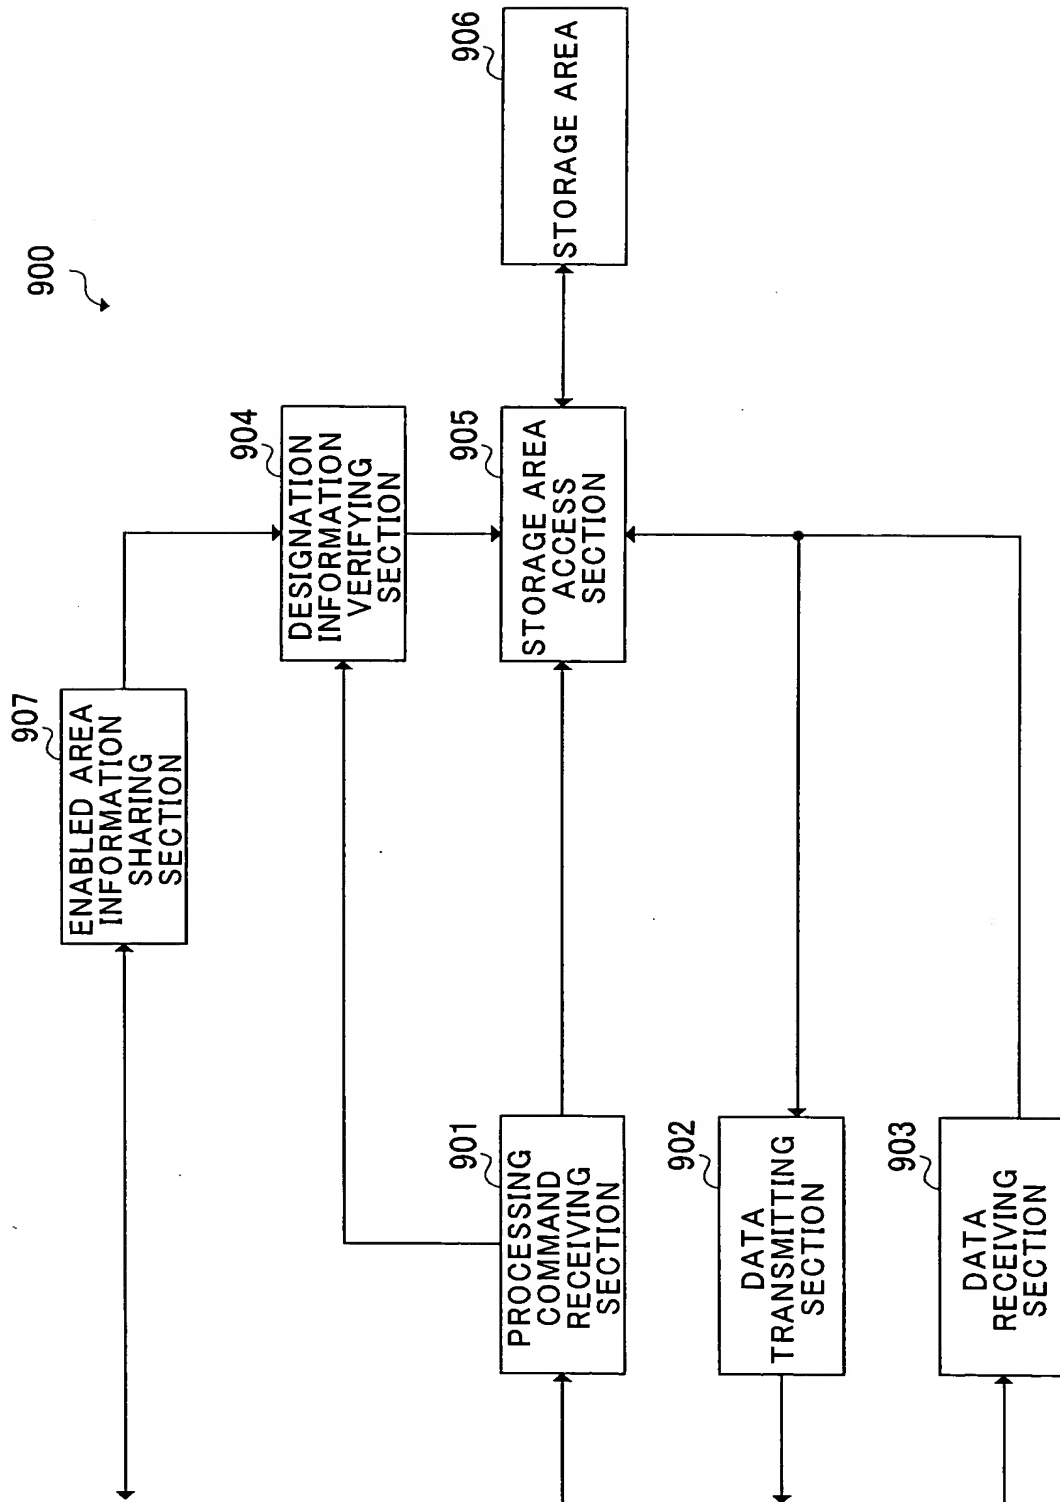 900
907
ENABLED AREA
INFORMATION
SHARING
SECTION
904
DESIGNATION
INFORMATION
VERIFYING
SECTION
901
PROCESSING
COMMAND
RECEIVING
SECTION
905
STORAGE AREA
ACCESS
SECTION
906
STORAGE AREA
902
DATA
TRANSMITTING
SECTION
903
DATA
RECEIVING
SECTION